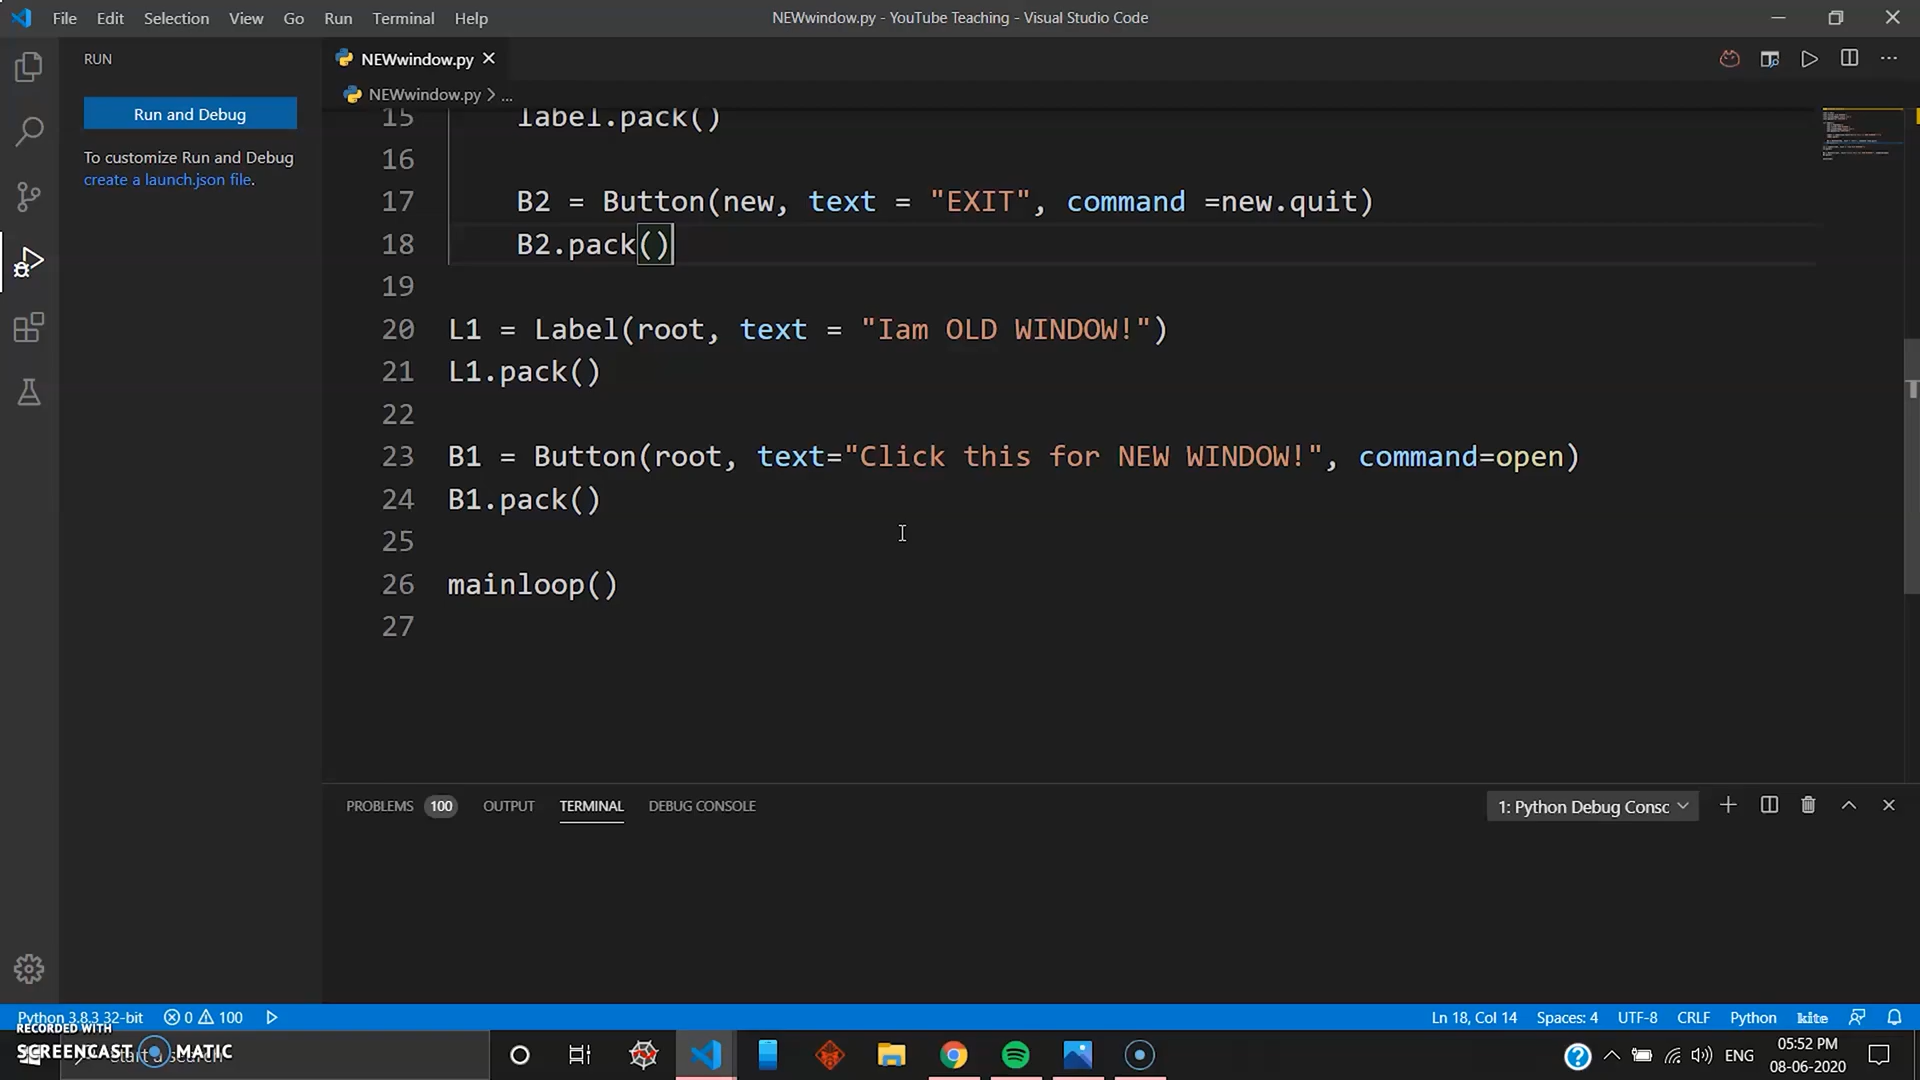 File Edit Selection View Go Run Terminal Help
NEWwindow.py - YouTube Teaching - Visual Studio Code
RUN
NEWwindow.py
Run and Debug
To customize Run and Debug
create a launch.json file.
NEWwindow.py > ...
15 label.pack()
16
17 B2 = Button(new, text = "EXIT", command =new.quit)
18 B2.pack()
19
20 L1 = Label(root, text = "Iam OLD WINDOW!")
21 L1.pack()
22
23 B1 = Button(root, text="Click this for NEW WINDOW!", command=open)
24 B1.pack()
25
26 mainloop()
27
PROBLEMS 100 OUTPUT TERMINAL DEBUG CONSOLE
1: Python Debug Consc
Python 3.8.3 32-bit 0 100
Ln 18, Col 14 Spaces: 4 UTF-8 CRLF Python kite
RECORDED WITH
SCREENCAST MATIC
Start a search
ENG
05:52 PM
08-06-2020